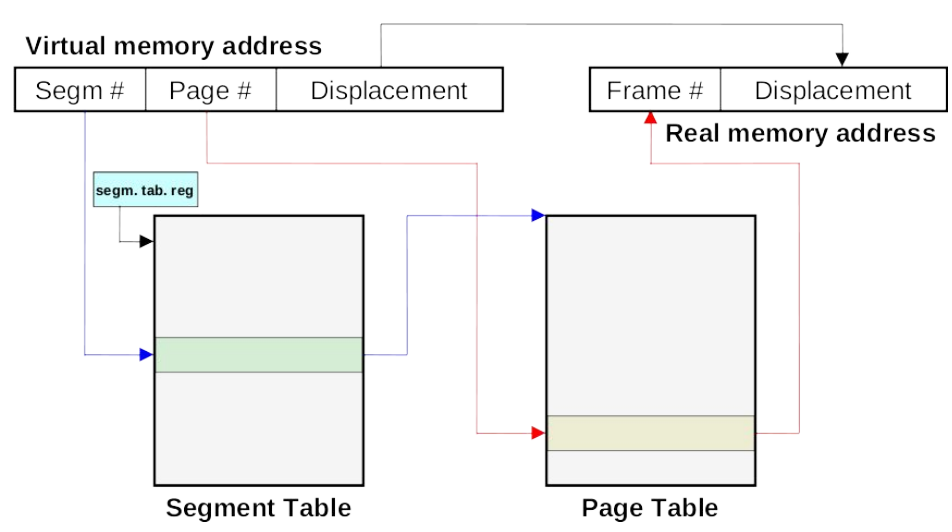 Virtual memory address
Segm # Page # Displacement
Frame # Displacement
Real memory address
segm. tab. reg
Segment Table
Page Table